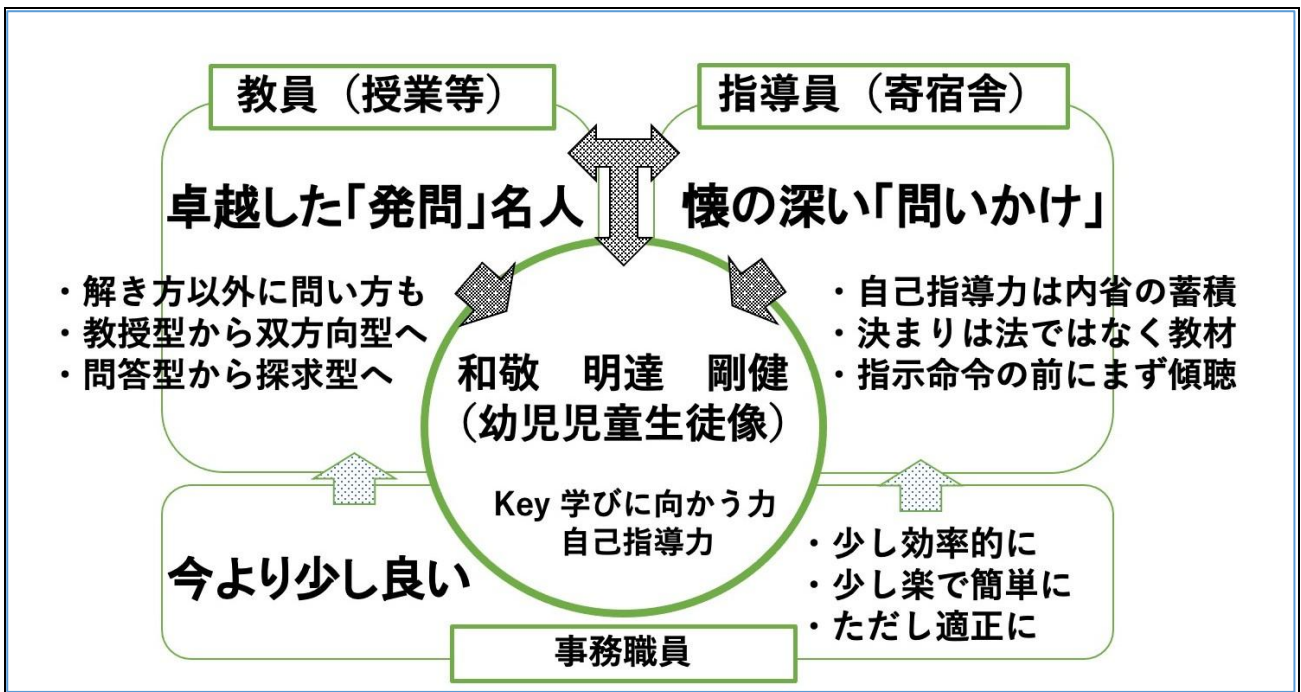 教員（授業等）
卓越した「発問」名人
・解き方以外に問い方も
・教授型から双方向型へ
・問答型から探求型へ
指導員（寄宿舎）
懐の深い「問いかけ」
・自己指導力は内省の蓄積
・決まりは法ではなく教材
・指示命令の前にまず傾聴
和敬　明達　剛健
（幼児児童生徒像）
Key 学びに向かう力
自己指導力
今より少し良い
・少し効率的に
・少し楽で簡単に
・ただし適正に
事務職員